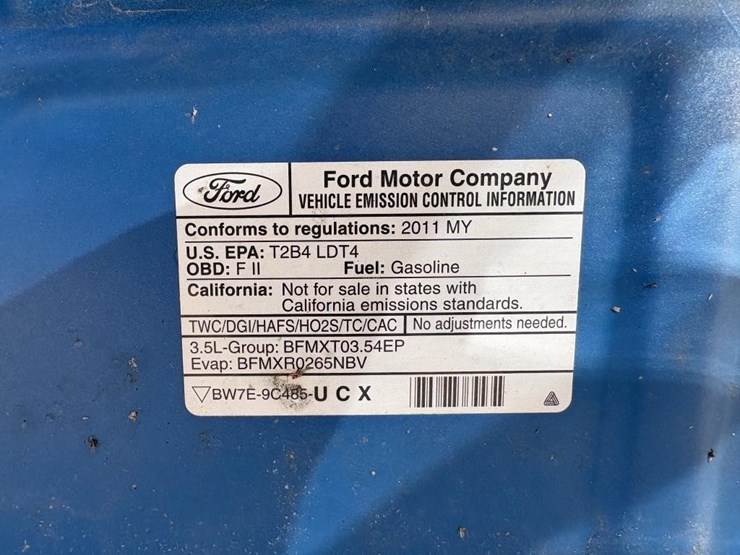 Ford
Ford Motor Company
VEHICLE EMISSION CONTROL INFORMATION
Conforms to regulations: 2011 MY
U.S. EPA: T2B4 LDT4
OBD: F II Fuel: Gasoline
California: Not for sale in states with
California emissions standards.
TWC/DGI/HAFS/HO2S/TC/CAC No adjustments needed.
3.5L-Group: BFMXT03.54EP
Evap: BFMXR0265NBV
BW7E-9C485-U C X